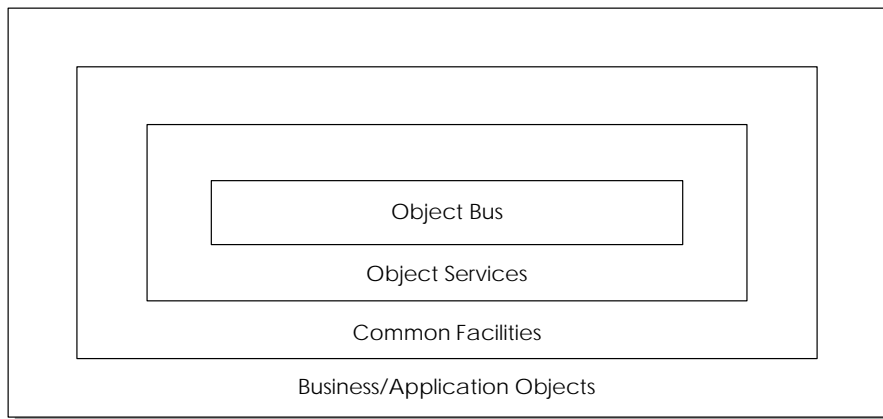 Object Bus
Object Services
Common Facilities
Business/Application Objects